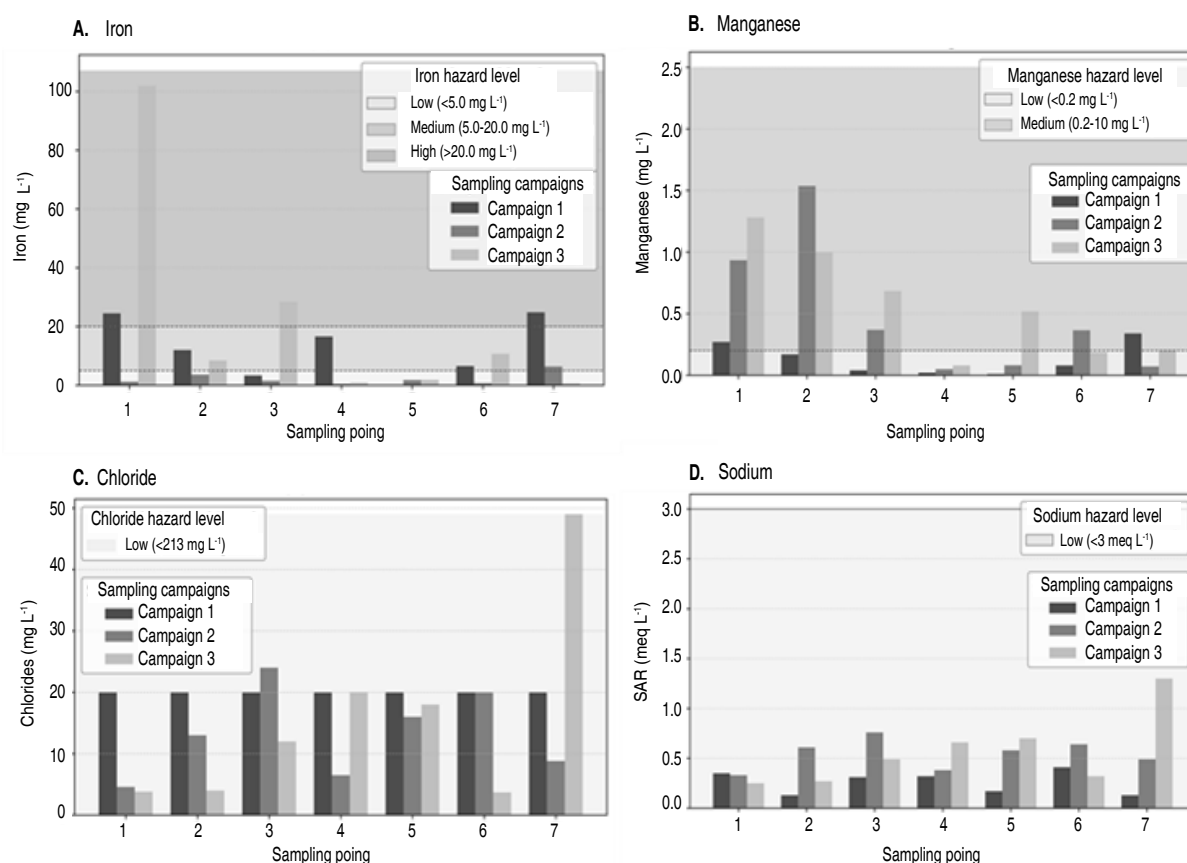 A. Iron
Iron (mg L-1)
100
80
60
40
20
0
Iron hazard level
Low (<5.0 mg L-1)
Medium (5.0-20.0 mg L-1)
High (>20.0 mg L-1)
Sampling campaigns
Campaign 1
Campaign 2
Campaign 3
1 2 3 4 5 6 7
Sampling poing
B. Manganese
Manganese (mg L-1)
2.5
2.0
1.5
1.0
0.5
0.0
Manganese hazard level
Low (<0.2 mg L-1)
Medium (0.2-10 mg L-1)
Sampling campaigns
Campaign 1
Campaign 2
Campaign 3
1 2 3 4 5 6 7
Sampling poing
C. Chloride
Chlorides (mg L-1)
50
40
30
20
10
0
Chloride hazard level
Low (<213 mg L-1)
Sampling campaigns
Campaign 1
Campaign 2
Campaign 3
1 2 3 4 5 6 7
Sampling poing
D. Sodium
SAR (meq L-1)
3.0
2.5
2.0
1.5
1.0
0.5
0.0
Sodium hazard level
Low (<3 meq L-1)
Sampling campaigns
Campaign 1
Campaign 2
Campaign 3
1 2 3 4 5 6 7
Sampling poing